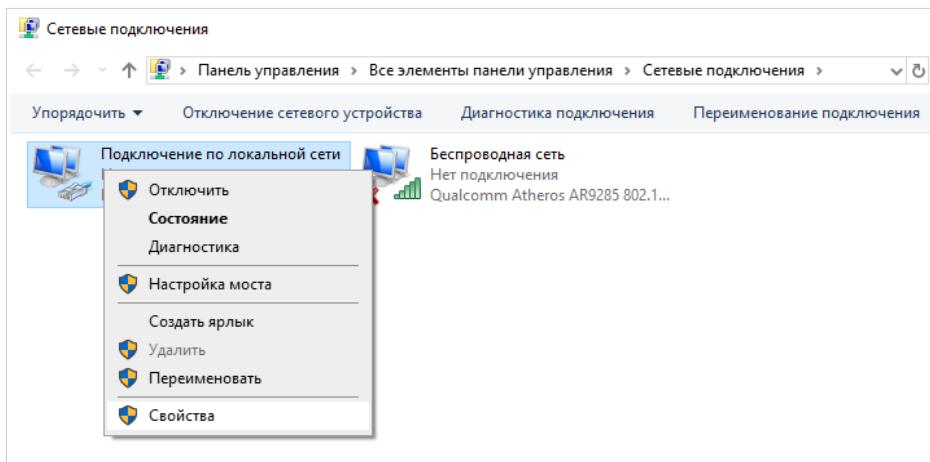 Сетевые подключения
Панель управления › Все элементы панели управления › Сетевые подключения ›
Упорядочить Отключение сетевого устройства Диагностика подключения Переименование подключения
Подключение по локальной сети
Беспроводная сеть
Нет подключения
Qualcomm Atheros AR9285 802.1...
Отключить
Состояние
Диагностика
Настройка моста
Создать ярлык
Удалить
Переименовать
Свойства